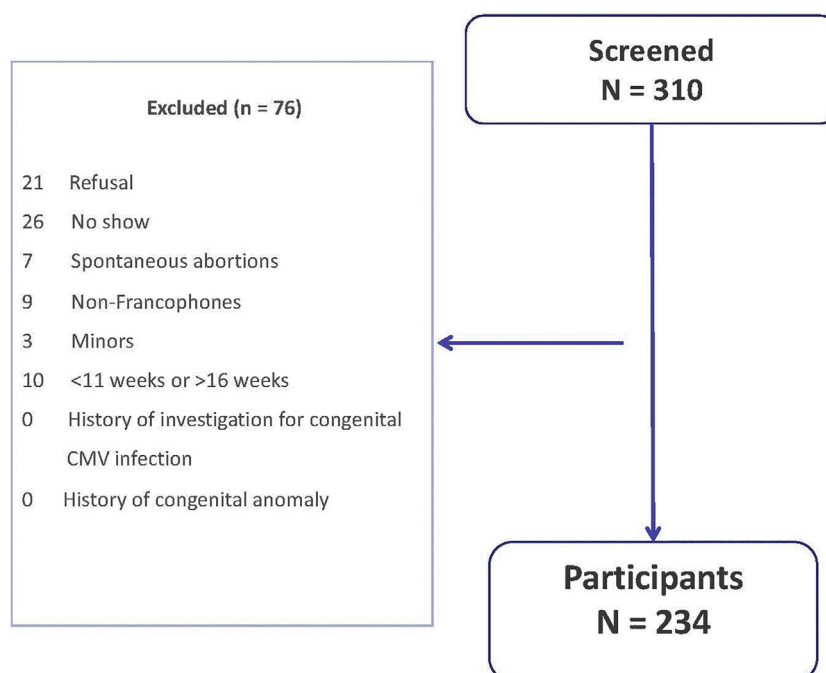 Screened
N = 310
Excluded (n = 76)
21 Refusal
26 No show
7 Spontaneous abortions
9 Non-Francophones
3 Minors
10 <11 weeks or >16 weeks
0 History of investigation for congenital
CMV infection
0 History of congenital anomaly
Participants
N = 234